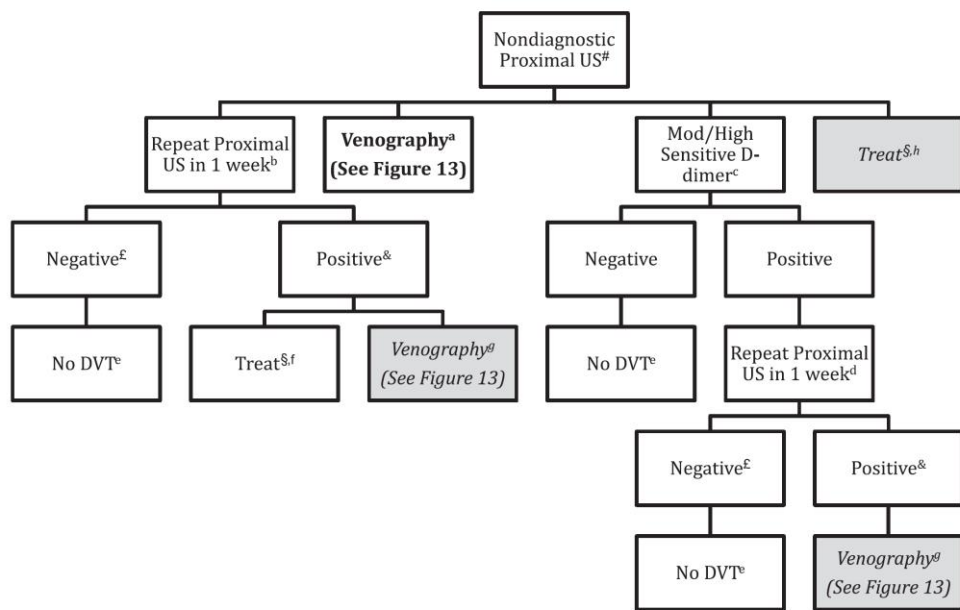 Nondiagnostic
Proximal US#
Repeat Proximal
US in 1 weekᵇ
Venographyᵃ
(See Figure 13)
Mod/High
Sensitive D-
dimerᶜ
Treat§,ʰ
Negative£
Positive&
Negative
Positive
No DVTᵉ
Treat§,ᶠ
Venographyᵍ
(See Figure 13)
No DVTᵉ
Repeat Proximal
US in 1 weekᵈ
Negative£
Positive&
No DVTᵉ
Venographyᵍ
(See Figure 13)